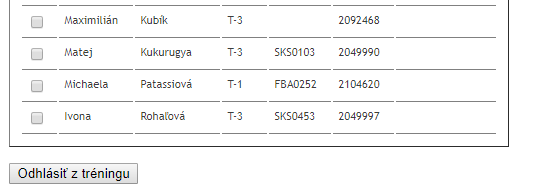 Maximilián Kubík T-3 2092468
Matej Kukurugya T-3 SKS0103 2049990
Michaela Patassiová T-1 FBA0252 2104620
Ivona Rohaľová T-3 SKS0453 2049997
Odhlásiť z tréningu